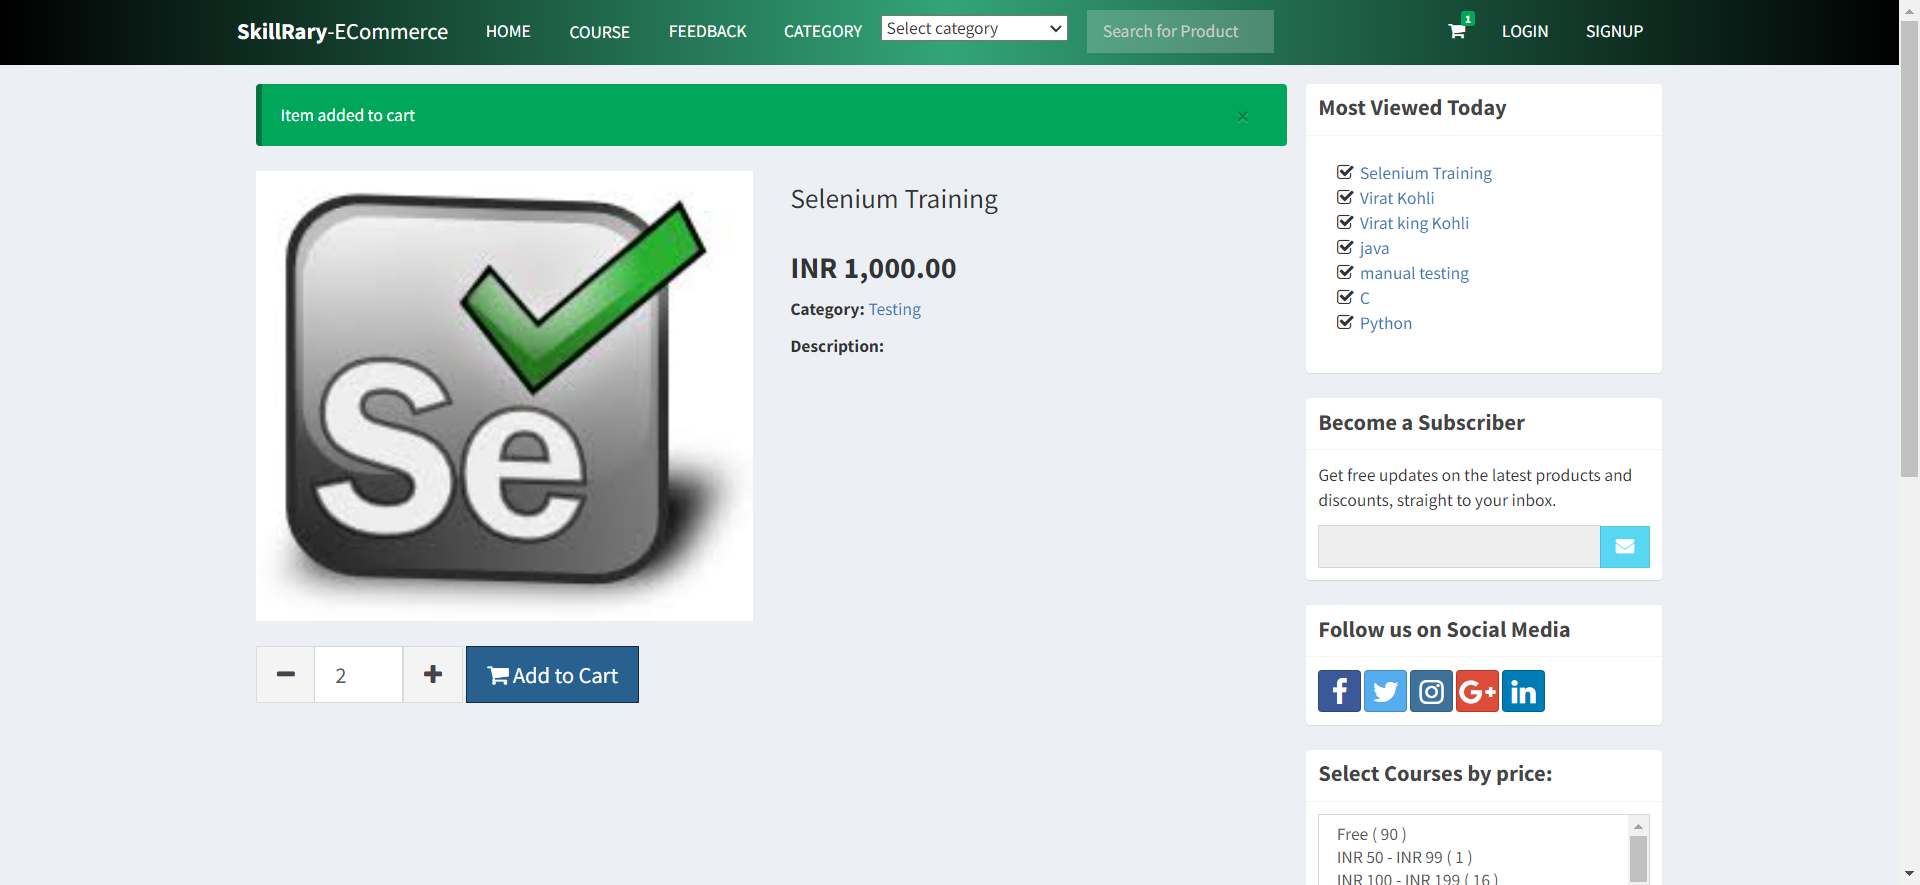 SkillRary-ECommerce HOME COURSE FEEDBACK CATEGORY Select category Search for Product 1 LOGIN SIGNUP
Item added to cart ×
Se
Selenium Training
INR 1,000.00
Category: Testing
Description:
2 Add to Cart
Most Viewed Today
Selenium Training
Virat Kohli
Virat king Kohli
java
manual testing
C
Python
Become a Subscriber
Get free updates on the latest products and
discounts, straight to your inbox.
Follow us on Social Media
f G+ in
Select Courses by price:
Free ( 90 )
INR 50 - INR 99 ( 1 )
INR 100 - INR 199 ( 16 )